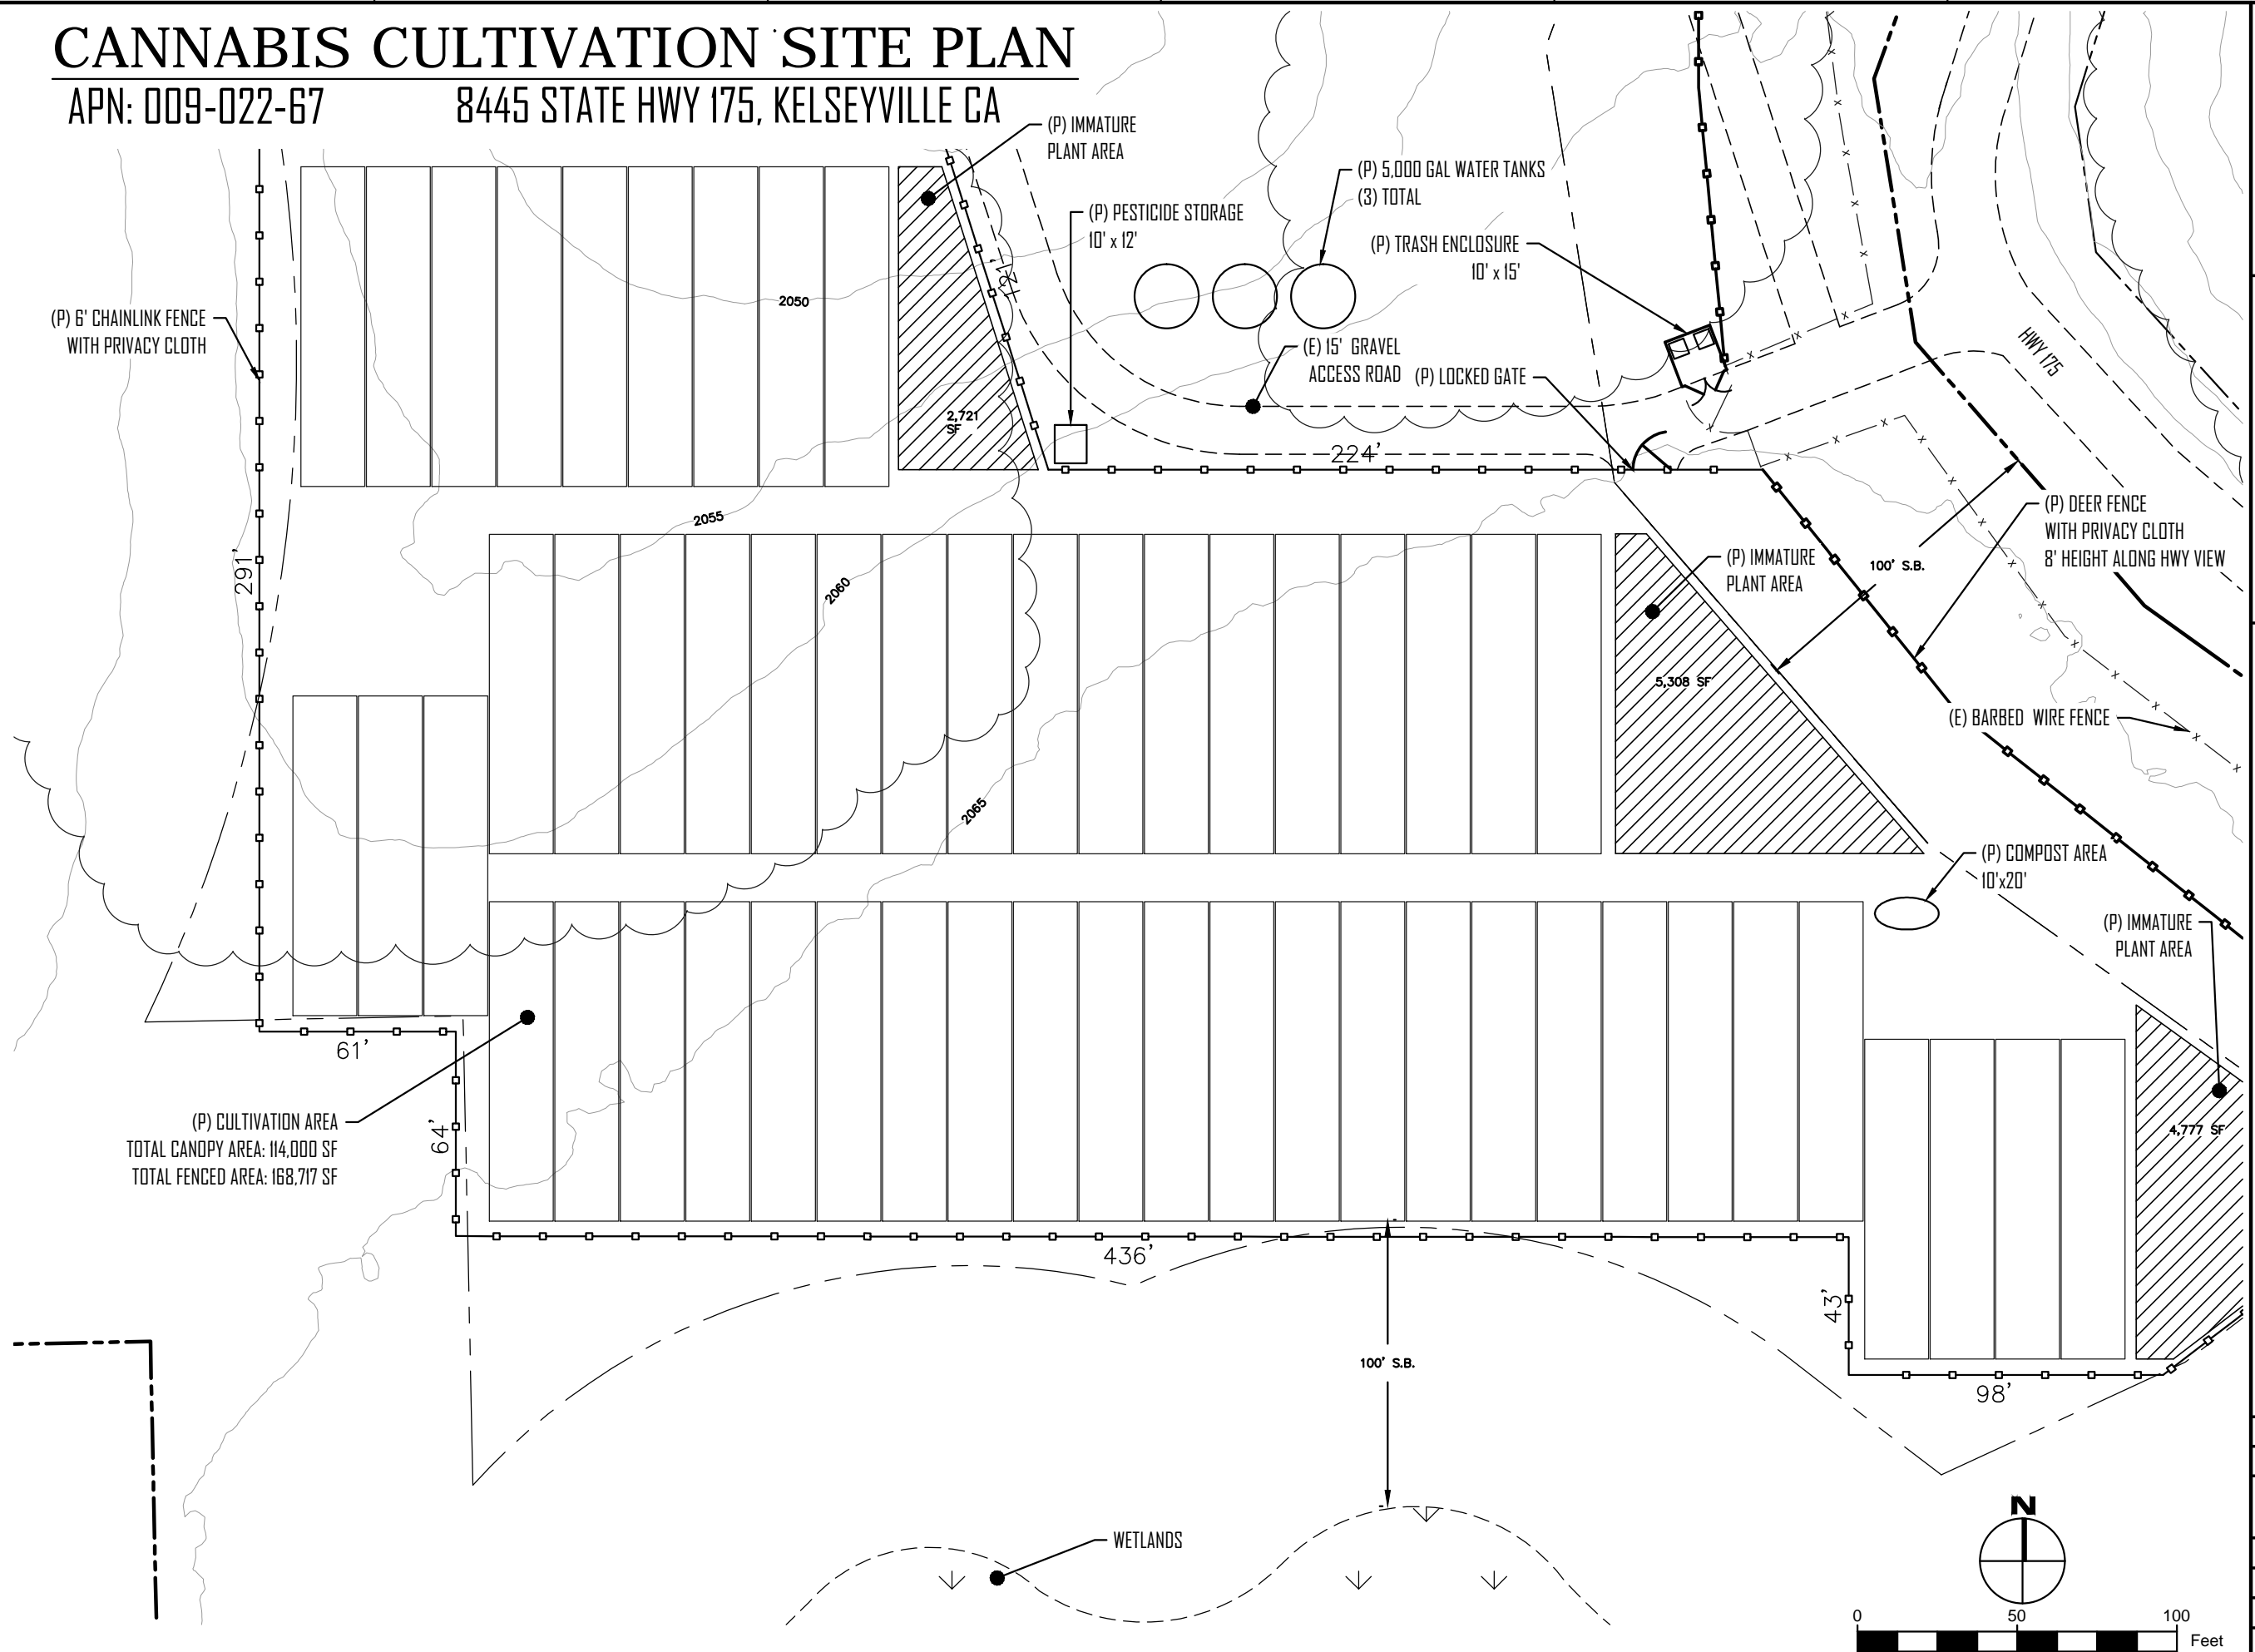 CANNABIS CULTIVATION SITE PLAN
APN: 009-022-67
8445 STATE HWY 175, KELSEYVILLE CA
(P) IMMATURE
PLANT AREA
(P) 5,000 GAL WATER TANKS
(3) TOTAL
(P) PESTICIDE STORAGE
10' x 12'
(P) TRASH ENCLOSURE
10' x 15'
(P) 6' CHAINLINK FENCE
WITH PRIVACY CLOTH
2050
121'
(E) 15' GRAVEL
ACCESS ROAD
(P) LOCKED GATE
HWY 175
2,721
SF
224'
2055
(P) DEER FENCE
WITH PRIVACY CLOTH
8' HEIGHT ALONG HWY VIEW
291'
2060
(P) IMMATURE
PLANT AREA
100' S.B.
5,308 SF
(E) BARBED WIRE FENCE
2065
(P) COMPOST AREA
10'x20'
(P) IMMATURE
PLANT AREA
61'
(P) CULTIVATION AREA
TOTAL CANOPY AREA: 114,000 SF
TOTAL FENCED AREA: 168,717 SF
64'
4,777 SF
436'
43'
100' S.B.
98'
WETLANDS
N
0 50 100
Feet